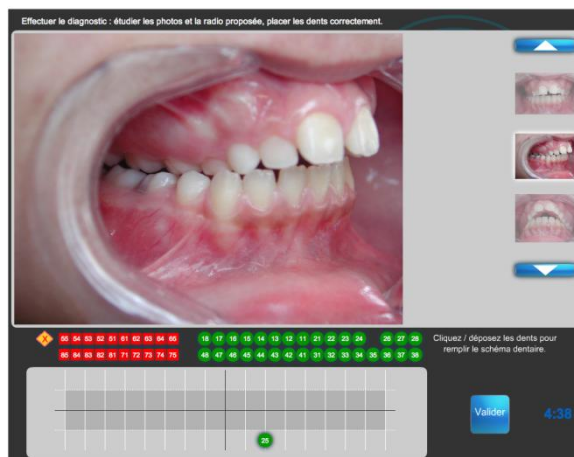 Effectuer le diagnostic : étudier les photos et la radio proposée, placer les dents correctement.
X 55 54 53 52 51 61 62 63 64 65 18 17 16 15 14 13 12 11 21 22 23 24 26 27 28
85 84 83 82 81 71 72 73 74 75 48 47 46 45 44 43 42 41 31 32 33 34 35 36 37 38
Cliquez / déposez les dents pour
remplir le schéma dentaire.
25
Valider
4:38